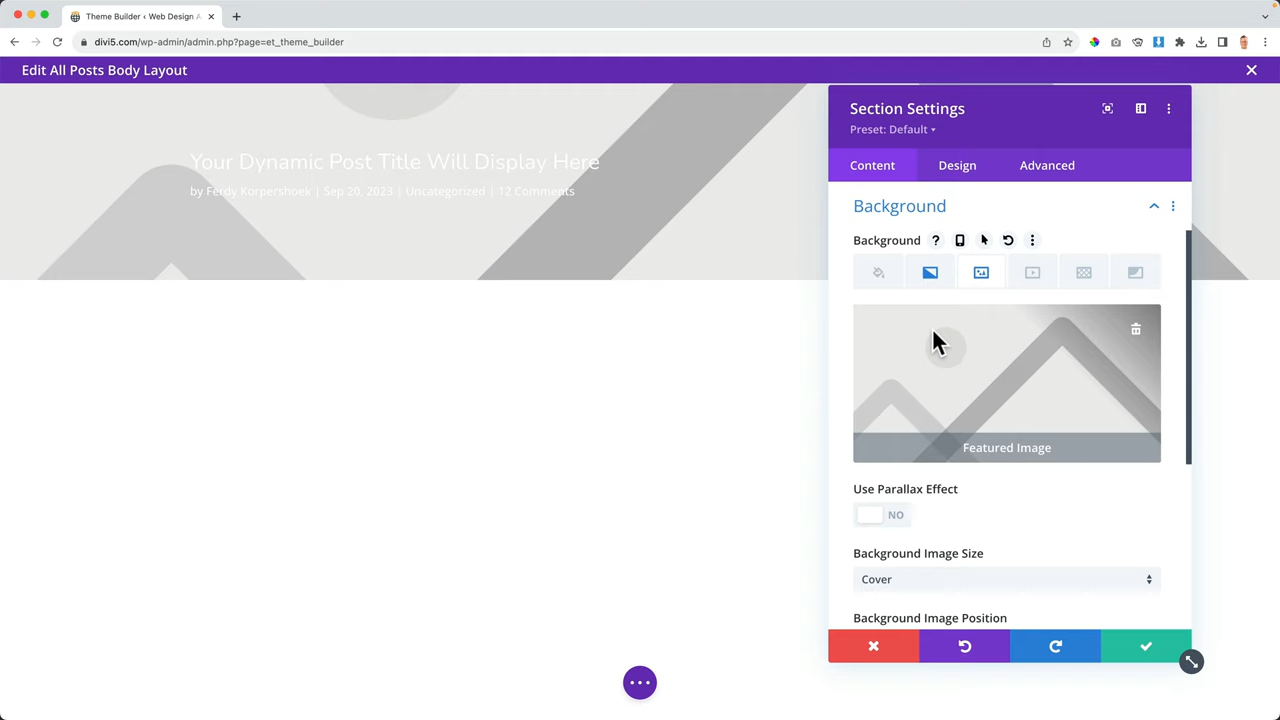 Theme Builder ‹ Web Design A
divi5.com/wp-admin/admin.php?page=et_theme_builder
Edit All Posts Body Layout
Your Dynamic Post Title Will Display Here
by Ferdy Korpershoek | Sep 20, 2023 | Uncategorized | 12 Comments
Section Settings
Preset: Default
Content
Design
Advanced
Background
Background
Featured Image
Use Parallax Effect
NO
Background Image Size
Cover
Background Image Position